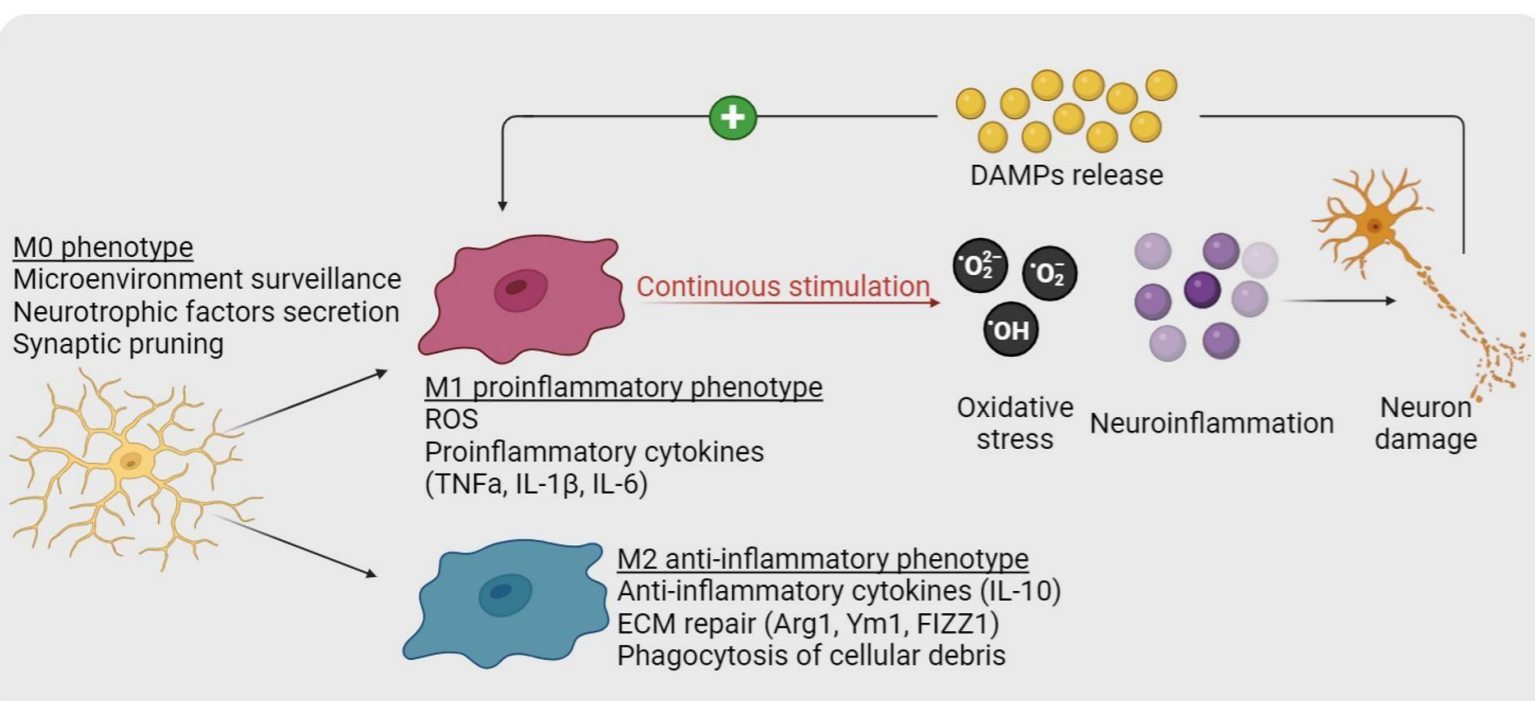 DAMPs release
M0 phenotype
Microenvironment surveillance
Neurotrophic factors secretion
Synaptic pruning
Continuous stimulation
•O₂²⁻
•O₂⁻
•OH
M1 proinflammatory phenotype
ROS
Proinflammatory cytokines
(TNFa, IL-1β, IL-6)
Oxidative
stress
Neuroinflammation
Neuron
damage
M2 anti-inflammatory phenotype
Anti-inflammatory cytokines (IL-10)
ECM repair (Arg1, Ym1, FIZZ1)
Phagocytosis of cellular debris